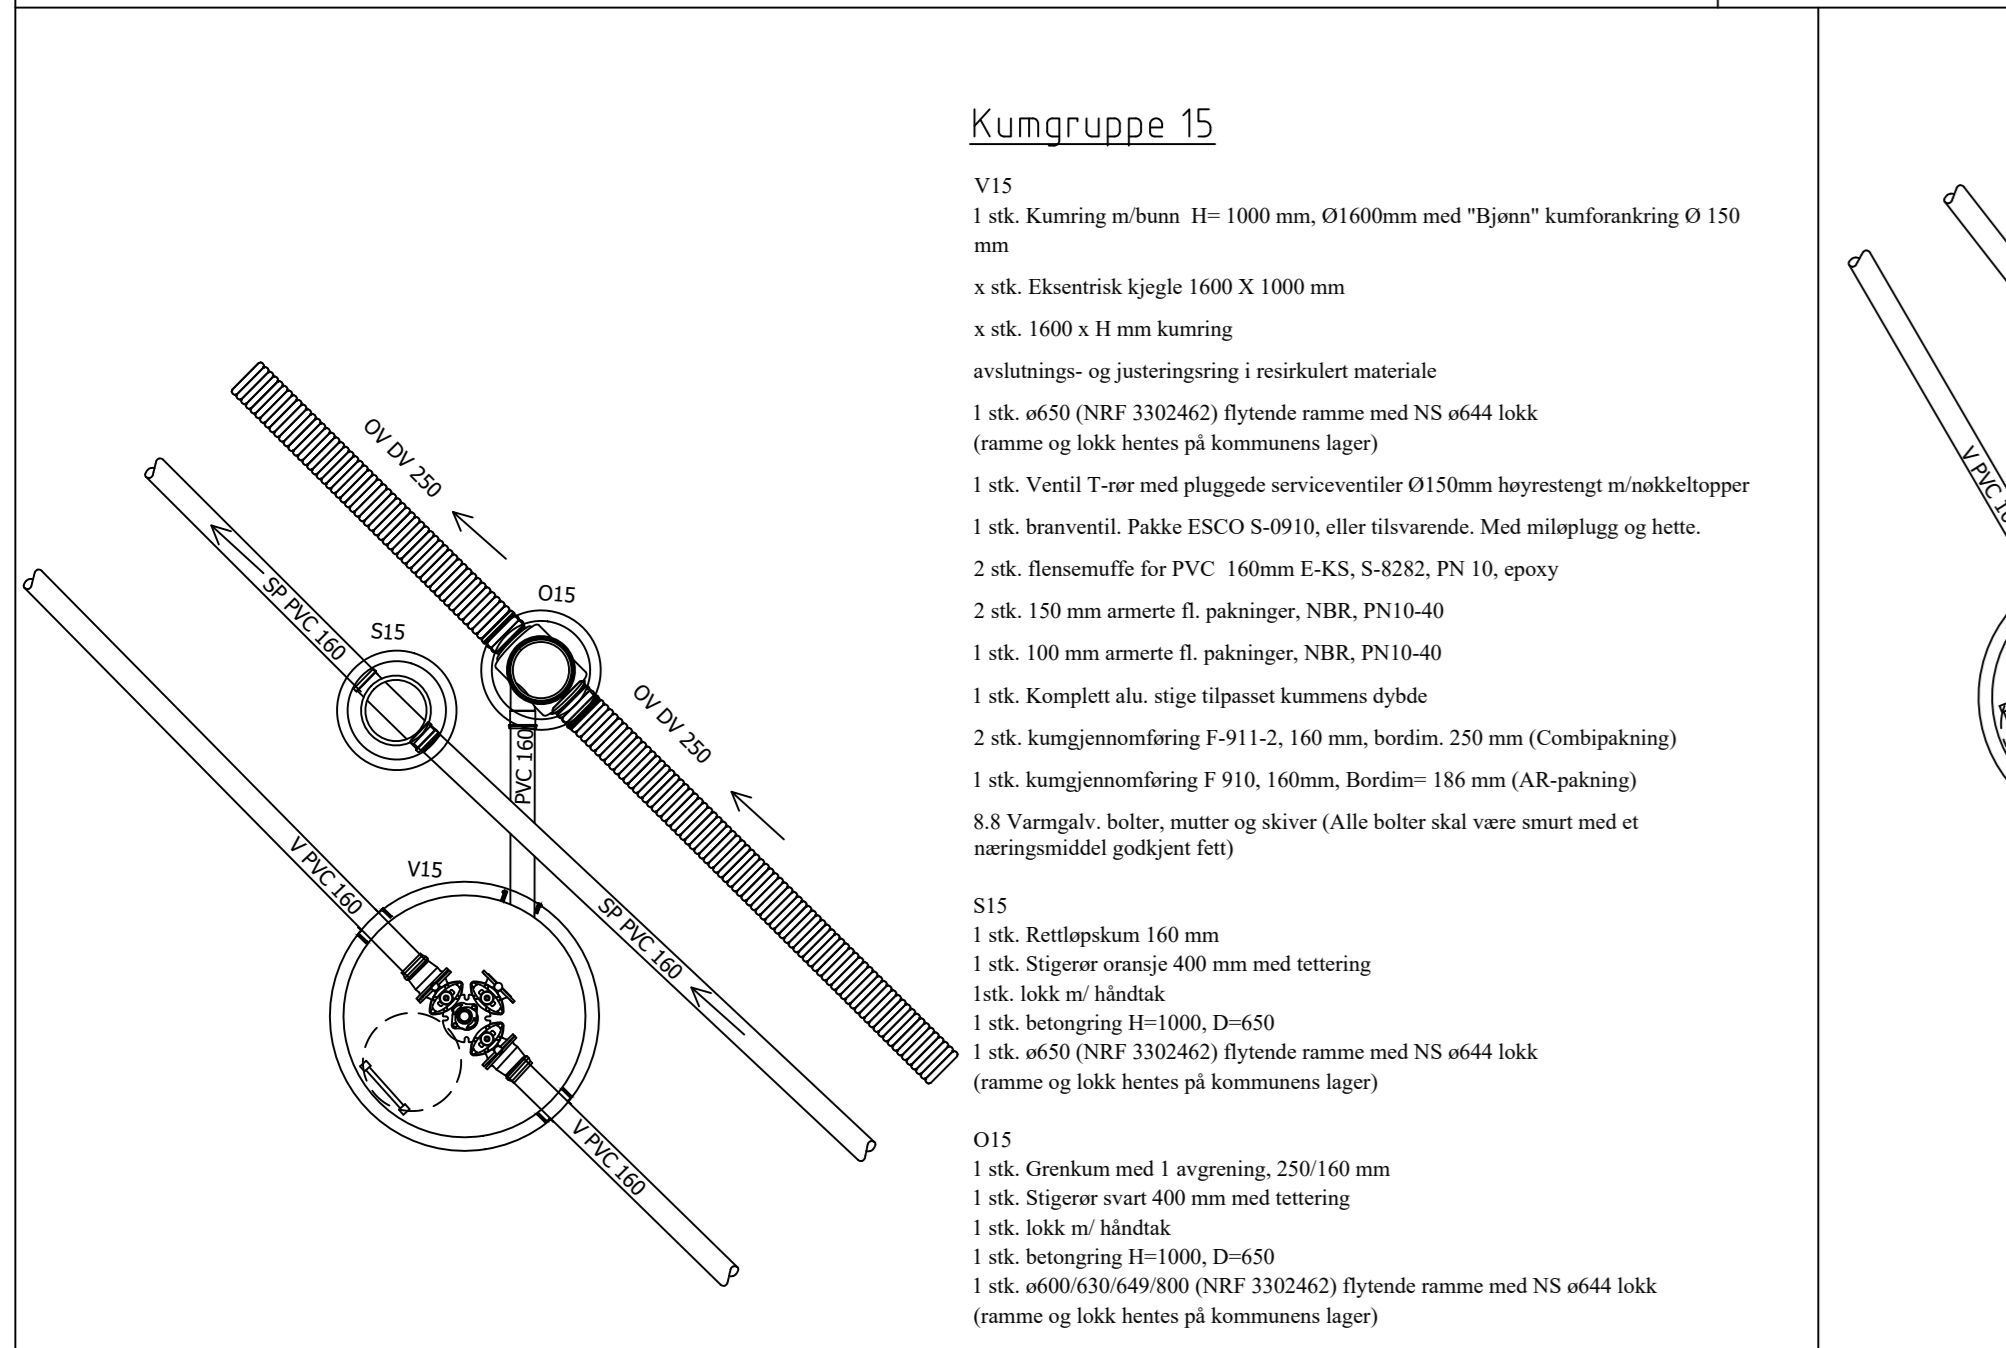 Kumgruppe 15
V15
1 stk. Kumring m/bunn  H= 1000 mm, Ø1600mm med "Bjønn" kumforankring Ø 150
mm
x stk. Eksentrisk kjegle 1600 X 1000 mm
x stk. 1600 x H mm kumring
avslutnings- og justeringsring i resirkulert materiale
1 stk. ø650 (NRF 3302462) flytende ramme med NS ø644 lokk
(ramme og lokk hentes på kommunens lager)
1 stk. Ventil T-rør med pluggede serviceventiler Ø150mm høyrestengt m/nøkkeltopper
1 stk. branventil. Pakke ESCO S-0910, eller tilsvarende. Med miløplugg og hette.
2 stk. flensemuffe for PVC  160mm E-KS, S-8282, PN 10, epoxy
2 stk. 150 mm armerte fl. pakninger, NBR, PN10-40
1 stk. 100 mm armerte fl. pakninger, NBR, PN10-40
1 stk. Komplett alu. stige tilpasset kummens dybde
2 stk. kumgjennomføring F-911-2, 160 mm, bordim. 250 mm (Combipakning)
1 stk. kumgjennomføring F 910, 160mm, Bordim= 186 mm (AR-pakning)
8.8 Varmgalv. bolter, mutter og skiver (Alle bolter skal være smurt med et
næringsmiddel godkjent fett)
S15
1 stk. Rettløpskum 160 mm
1 stk. Stigerør oransje 400 mm med tettering
1stk. lokk m/ håndtak
1 stk. betongring H=1000, D=650
1 stk. ø650 (NRF 3302462) flytende ramme med NS ø644 lokk
(ramme og lokk hentes på kommunens lager)
O15
1 stk. Grenkum med 1 avgrening, 250/160 mm
1 stk. Stigerør svart 400 mm med tettering
1 stk. lokk m/ håndtak
1 stk. betongring H=1000, D=650
1 stk. ø600/630/649/800 (NRF 3302462) flytende ramme med NS ø644 lokk
(ramme og lokk hentes på kommunens lager)
OV DV 250
SP PVC 160
O15
S15
OV DV 250
PVC 160
V PVC 160
V15
SP PVC 160
V PVC 160
V PVC